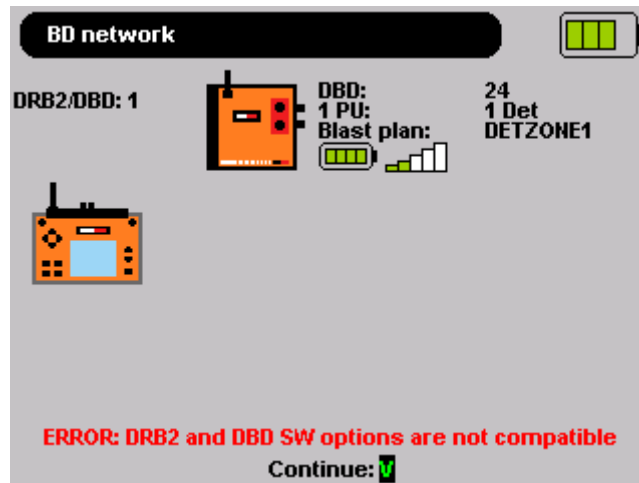 BD network
DRB2/DBD: 1
DBD: 24
1 PU: 1 Det
Blast plan: DETZONE1
ERROR: DRB2 and DBD SW options are not compatible
Continue: V